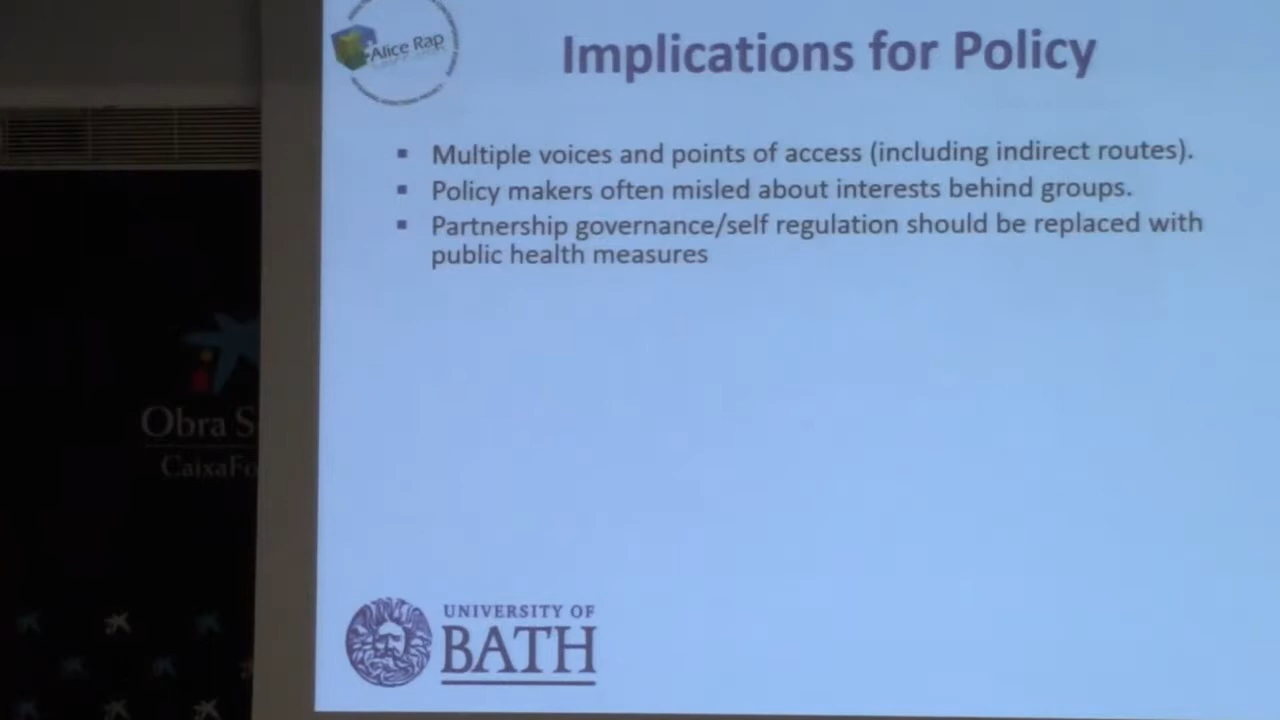 Alice Rap
Implications for Policy
▪ Multiple voices and points of access (including indirect routes).
▪ Policy makers often misled about interests behind groups.
▪ Partnership governance/self regulation should be replaced with
public health measures
Obra
UNIVERSITY OF
BATH